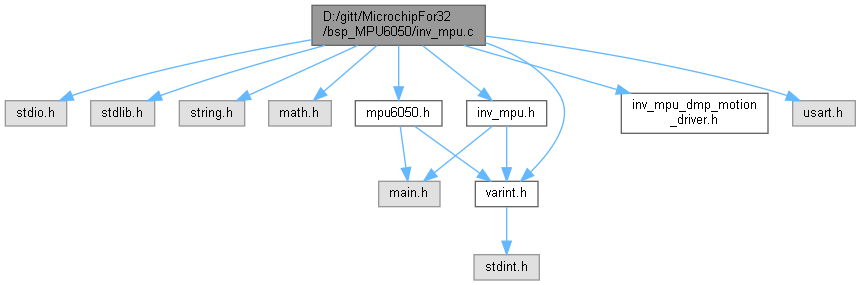 D:/gitt/MicrochipFor32
/bsp_MPU6050/inv_mpu.c
stdio.h
stdlib.h
string.h
math.h
mpu6050.h
inv_mpu.h
inv_mpu_dmp_motion
_driver.h
usart.h
main.h
varint.h
stdint.h